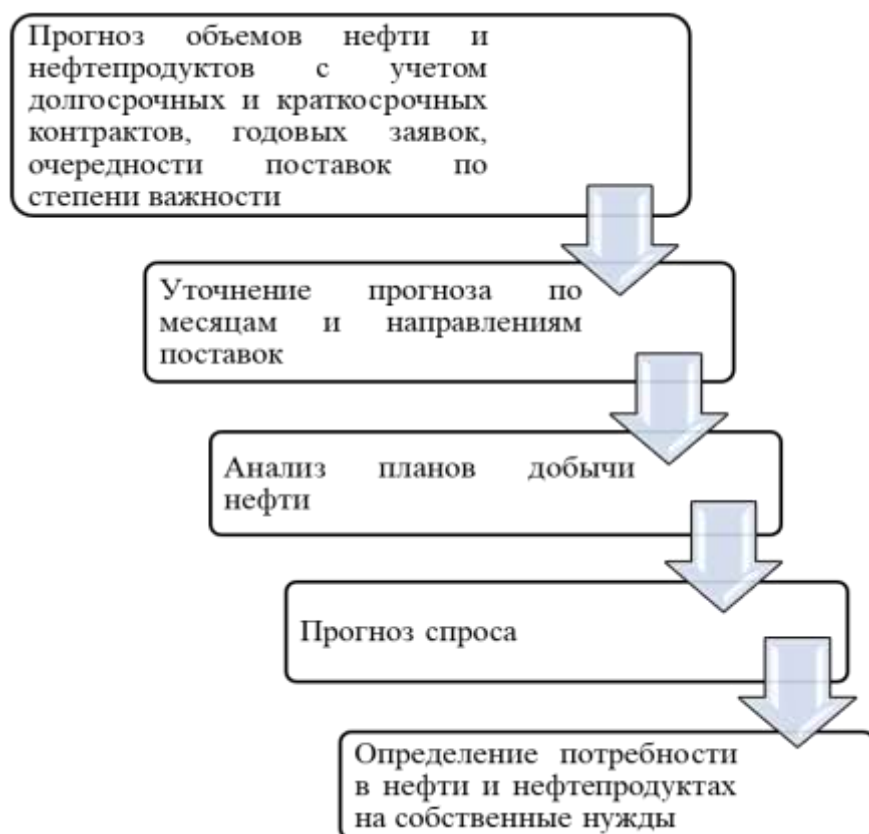 Прогноз объемов нефти и
нефтепродуктов с учетом
долгосрочных и краткосрочных
контрактов, годовых заявок,
очередности поставок по
степени важности
Уточнение прогноза по
месяцам и направлениям
поставок
Анализ планов добычи
нефти
Прогноз спроса
Определение потребности
в нефти и нефтепродуктах
на собственные нужды